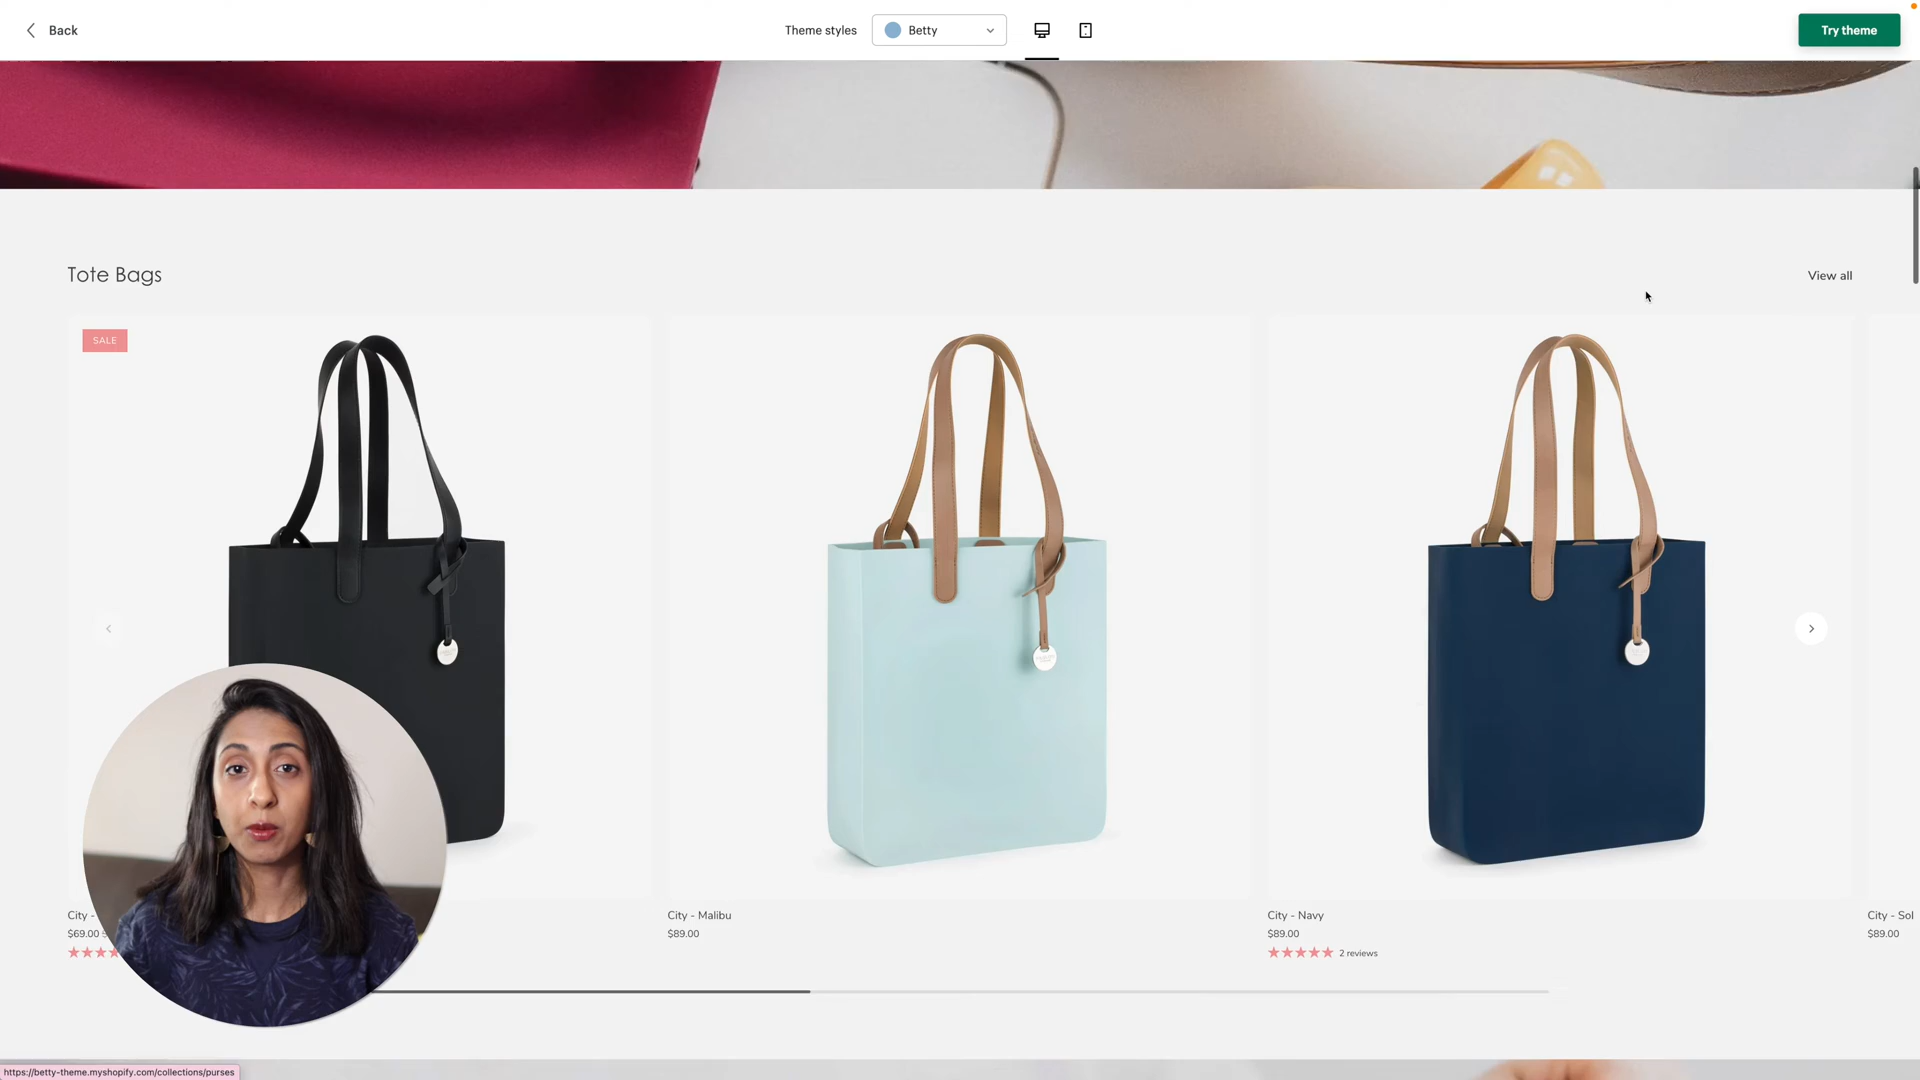 Back
Theme styles
Betty
Try theme
Tote Bags
View all
SALE
City -
$69.00
City - Malibu
$89.00
City - Navy
$89.00
2 reviews
City - Sol
$89.00
https://betty-theme.myshopify.com/collections/purses